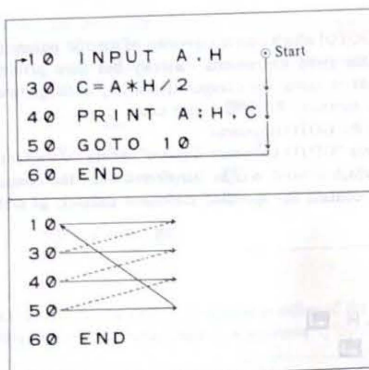 10 INPUT A,H
Start
30 C=A*H/2
40 PRINT A;H,C
50 GOTO 10
60 END
10
30
40
50
60 END